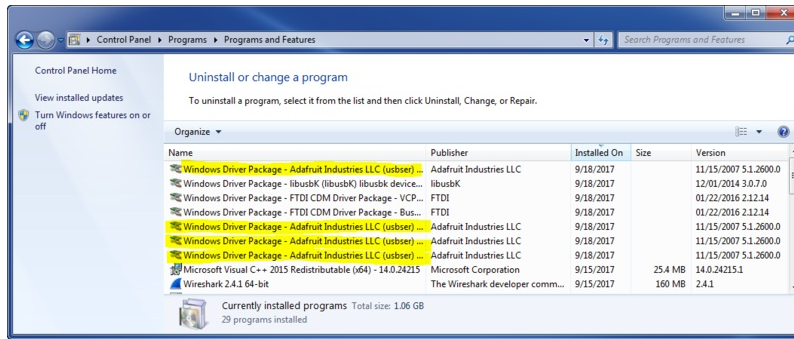 Control Panel Programs Programs and Features Search Programs and Features
Control Panel Home
View installed updates
Turn Windows features on or
off
Uninstall or change a program
To uninstall a program, select it from the list and then click Uninstall, Change, or Repair.
Organize
Name Publisher Installed On Size Version
Windows Driver Package - Adafruit Industries LLC (usbser) ... Adafruit Industries LLC 9/18/2017 11/15/2007 5.1.2600.0
Windows Driver Package - libusbK (libusbK) libusbk device... libusbK 9/18/2017 12/01/2014 3.0.7.0
Windows Driver Package - FTDI CDM Driver Package - VCP... FTDI 9/18/2017 01/22/2016 2.12.14
Windows Driver Package - FTDI CDM Driver Package - Bus... FTDI 9/18/2017 01/22/2016 2.12.14
Windows Driver Package - Adafruit Industries LLC (usbser) ... Adafruit Industries LLC 9/18/2017 11/15/2007 5.1.2600.0
Windows Driver Package - Adafruit Industries LLC (usbser) ... Adafruit Industries LLC 9/18/2017 11/15/2007 5.1.2600.0
Windows Driver Package - Adafruit Industries LLC (usbser) ... Adafruit Industries LLC 9/18/2017 11/15/2007 5.1.2600.0
Microsoft Visual C++ 2015 Redistributable (x64) - 14.0.24215 Microsoft Corporation 9/15/2017 25.4 MB 14.0.24215.1
Wireshark 2.4.1 64-bit The Wireshark developer comm... 9/15/2017 160 MB 2.4.1
Currently installed programs Total size: 1.06 GB
29 programs installed